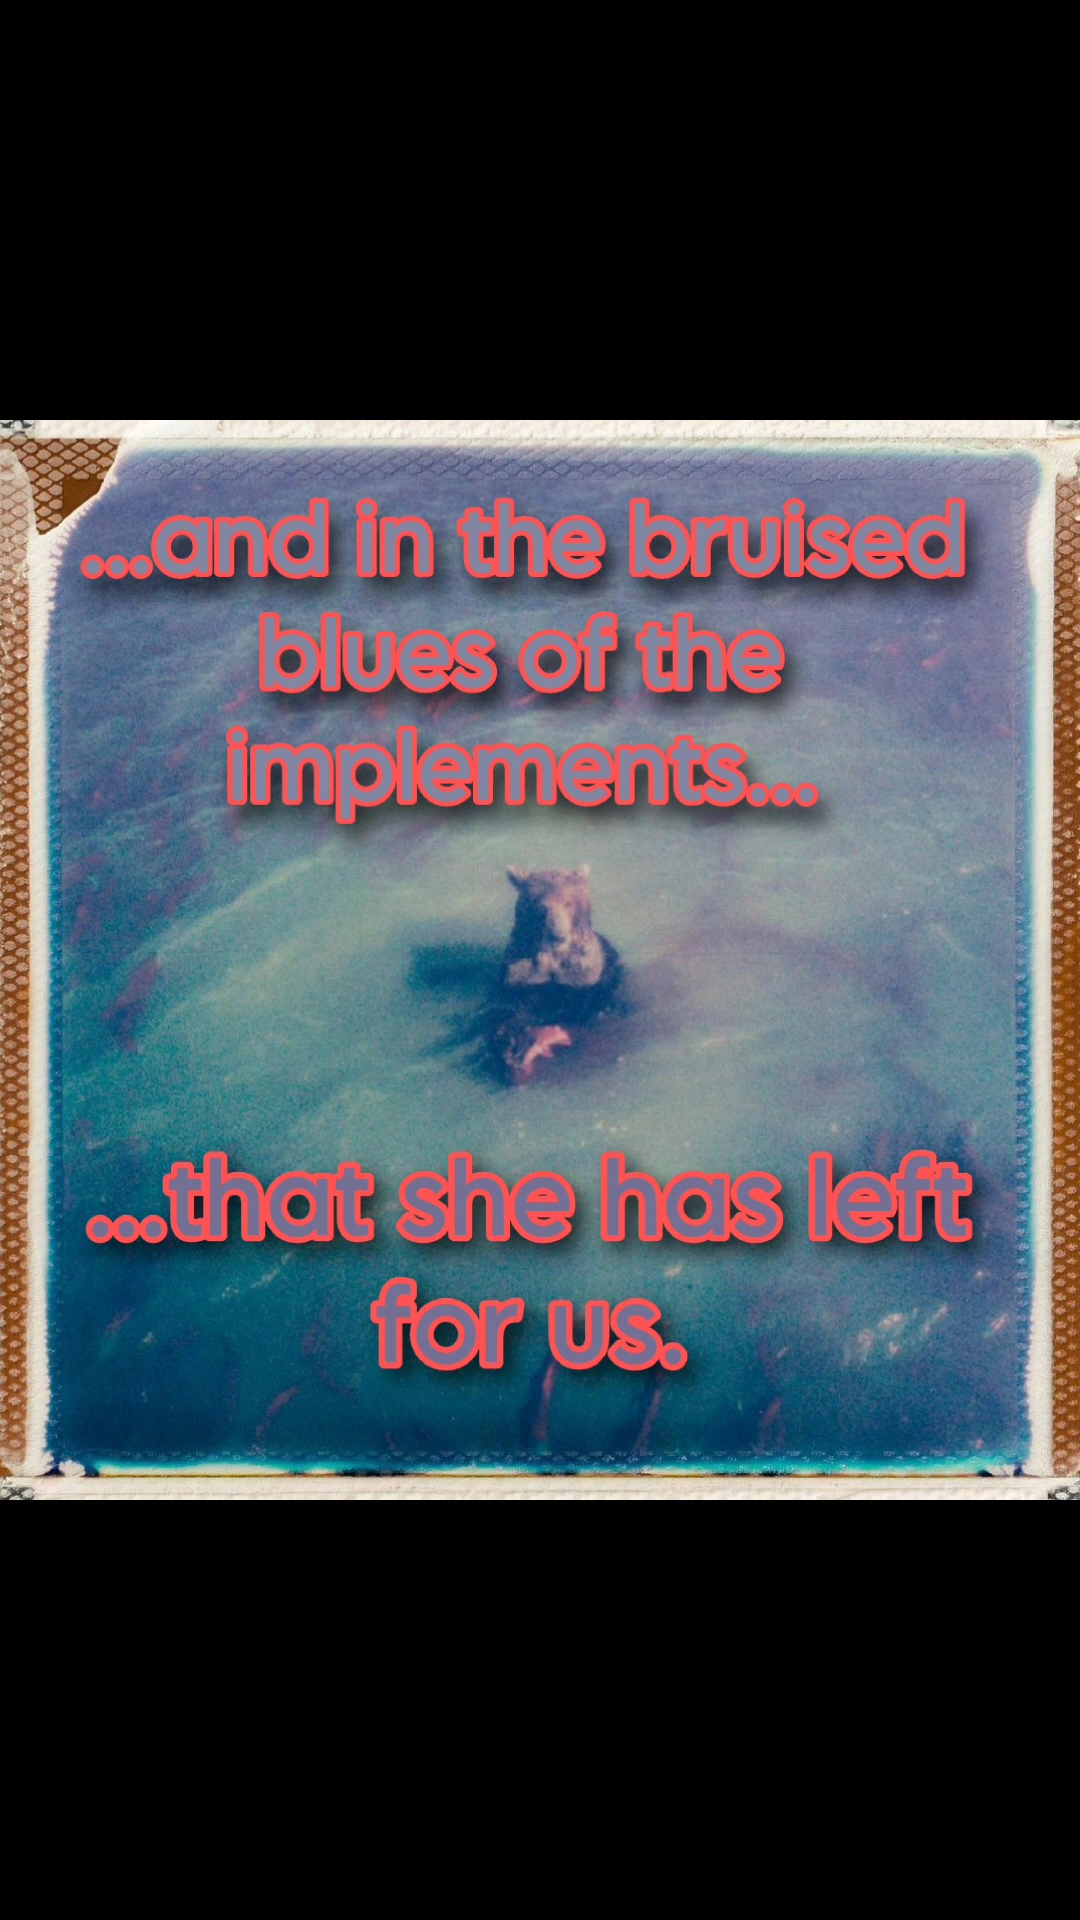 ...and in the bruised
blues of the
implements...
...that she has left
for us.